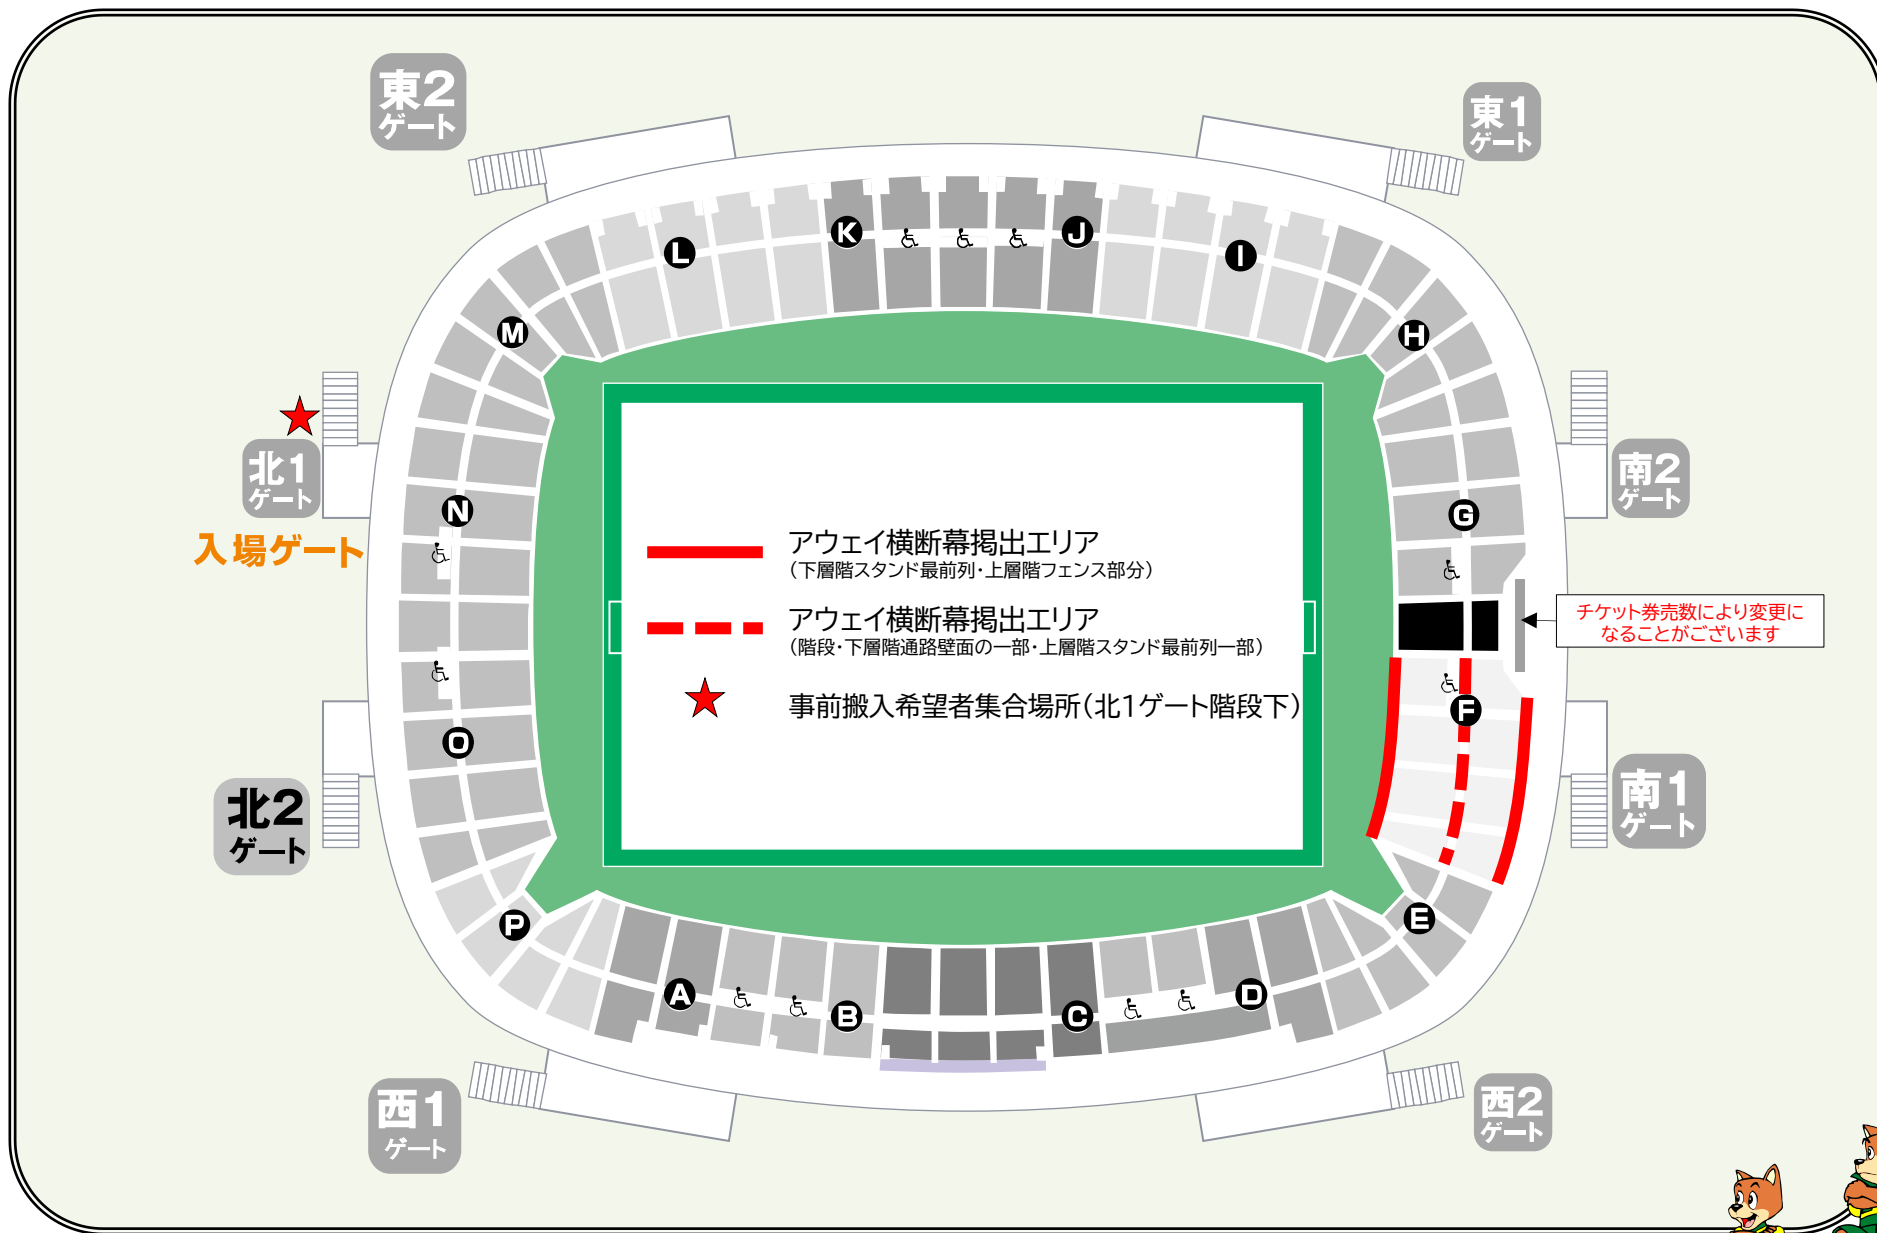 東2
ゲート
東1
ゲート
K
J
L
I
M
H
北1
ゲート
入場ゲート
N
G
南2
ゲート
アウェイ横断幕掲出エリア
(下層階スタンド最前列・上層階フェンス部分)
アウェイ横断幕掲出エリア
(階段・下層階通路壁面の一部・上層階スタンド最前列一部)
事前搬入希望者集合場所(北1ゲート階段下)
チケット券売数により変更に
なることがございます
F
O
北2
ゲート
南1
ゲート
P
E
A
B
C
D
西1
ゲート
西2
ゲート